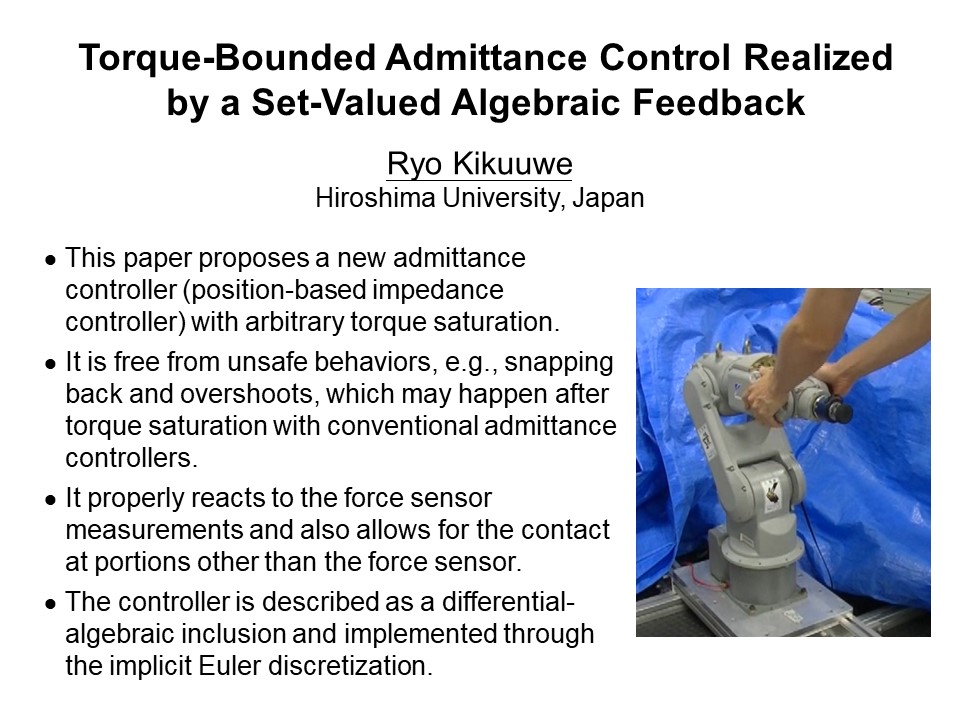 Torque-Bounded Admittance Control Realized
by a Set-Valued Algebraic Feedback
Ryo Kikuuwe
Hiroshima University, Japan
● This paper proposes a new admittance
controller (position-based impedance
controller) with arbitrary torque saturation.
● It is free from unsafe behaviors, e.g., snapping
back and overshoots, which may happen after
torque saturation with conventional admittance
controllers.
● It properly reacts to the force sensor
measurements and also allows for the contact
at portions other than the force sensor.
● The controller is described as a differential-
algebraic inclusion and implemented through
the implicit Euler discretization.